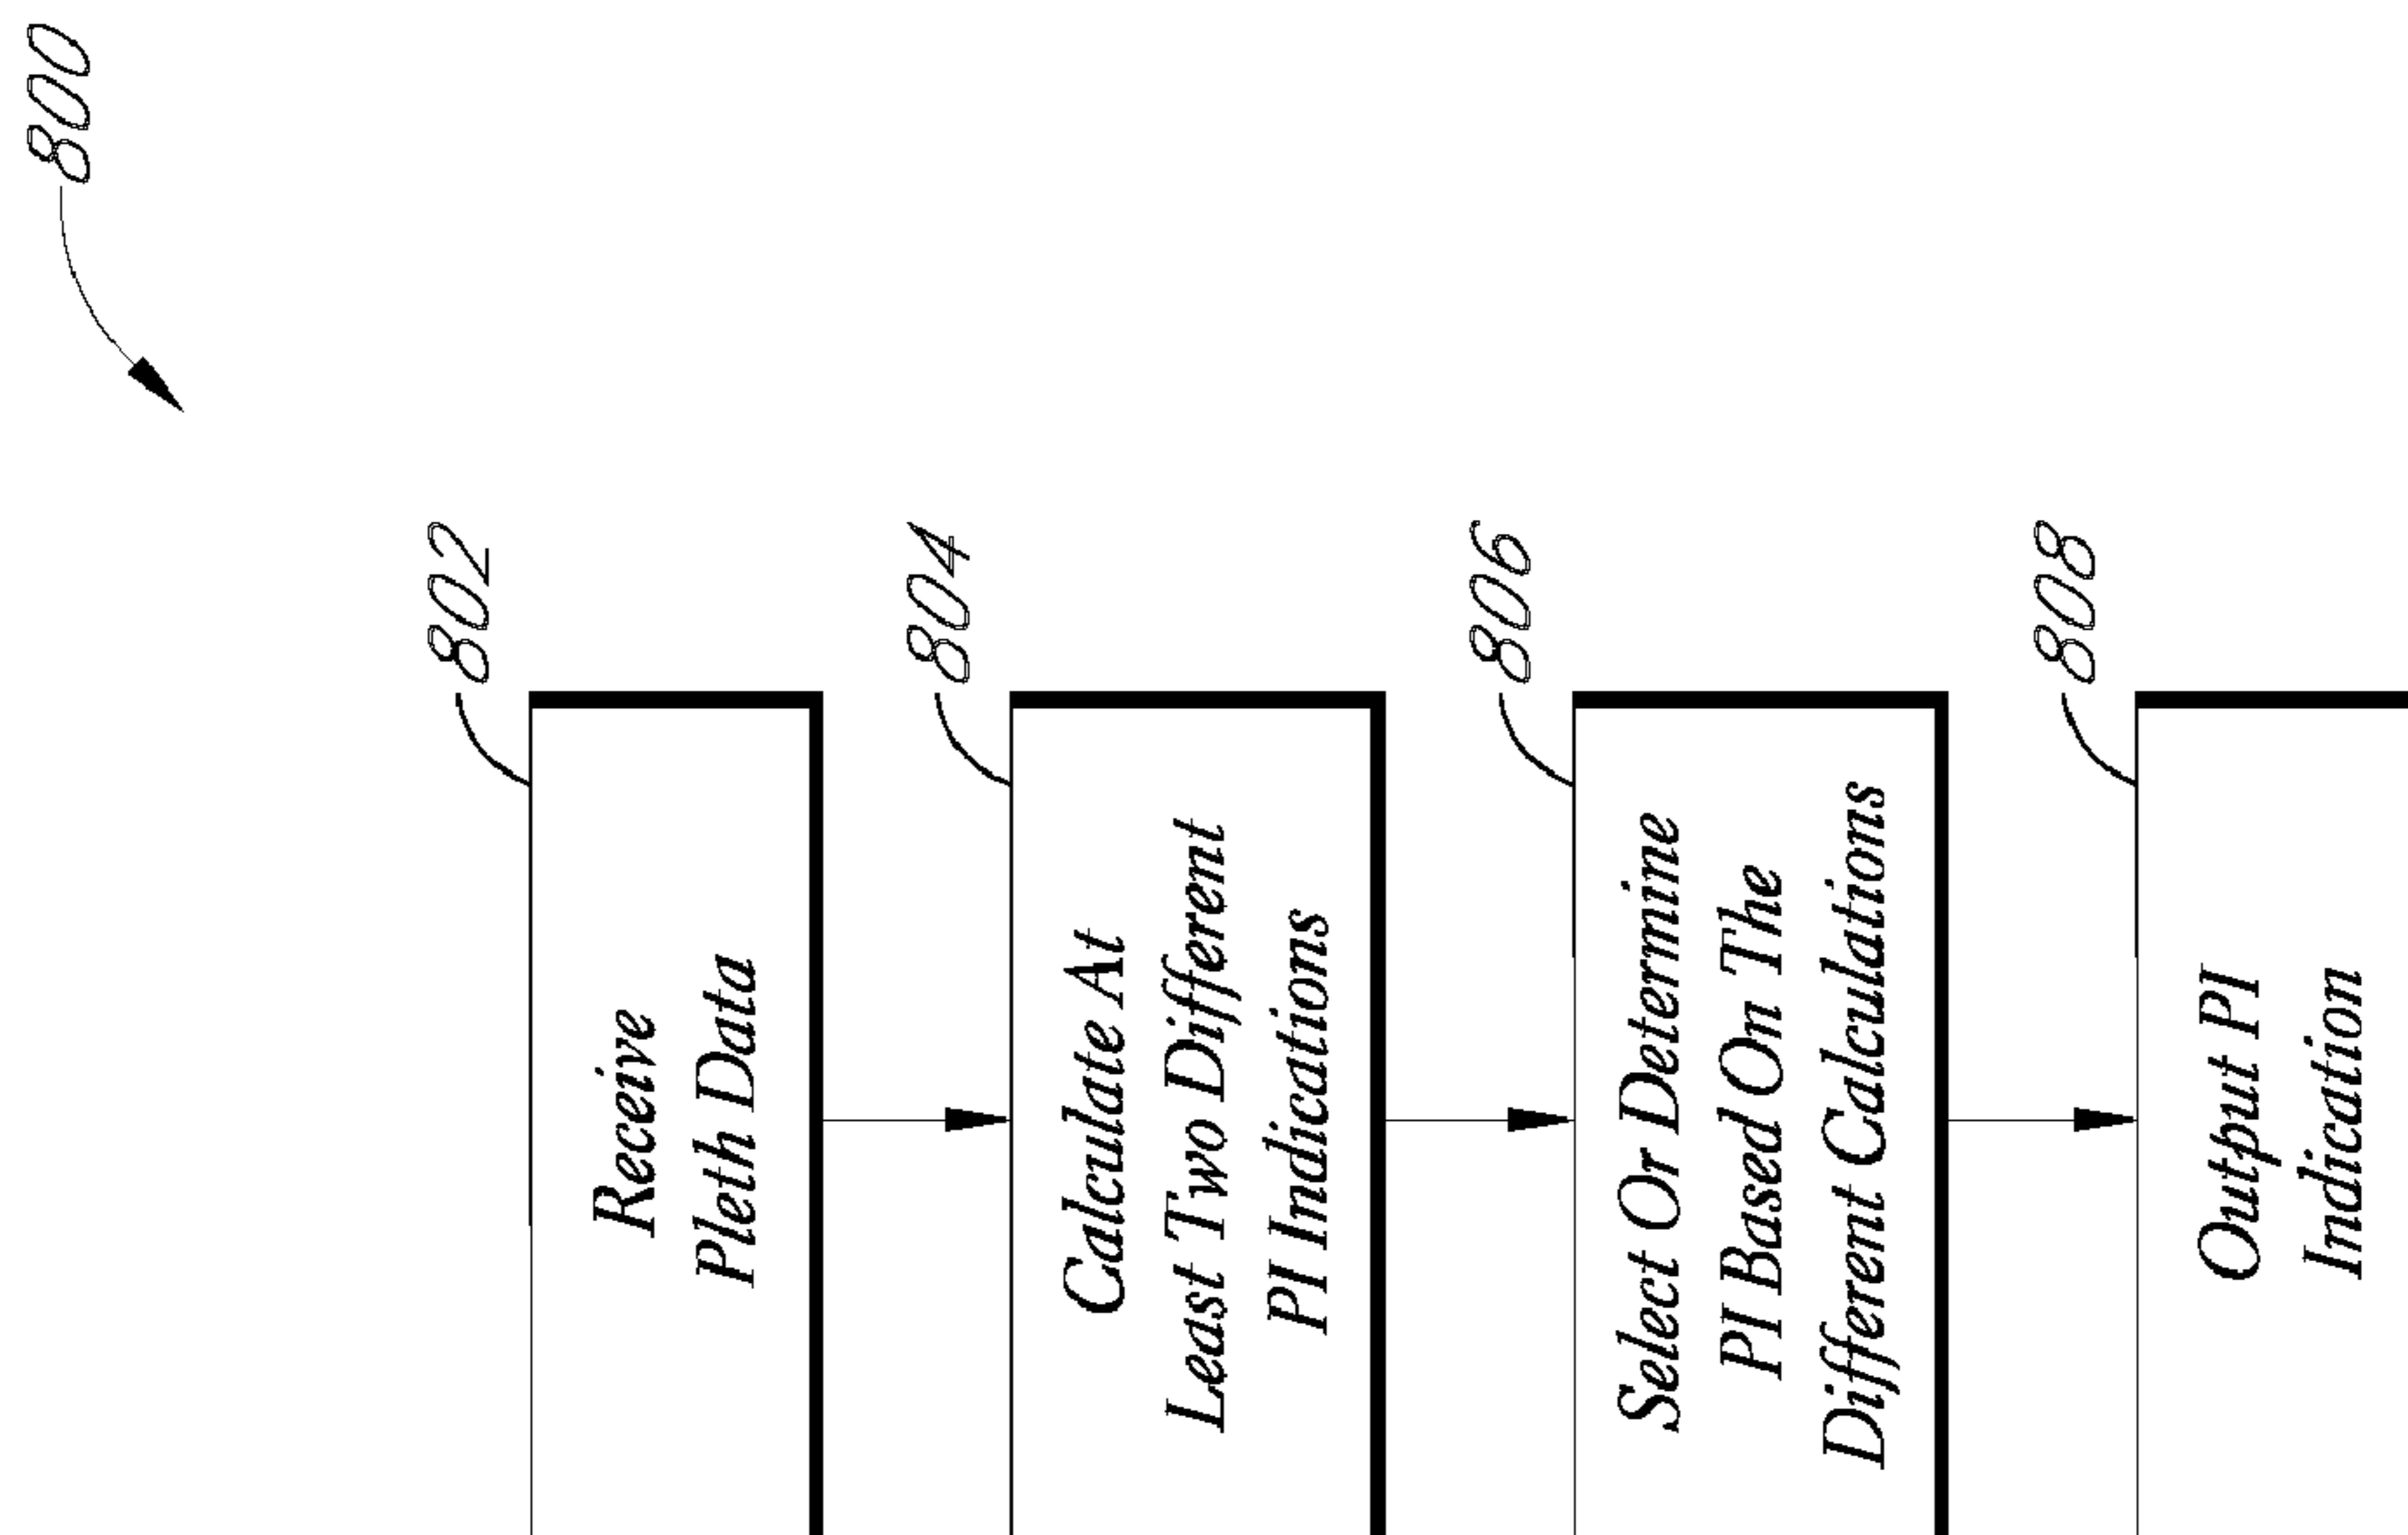 800
802
Receive
Pleth Data
804
Calculate At
Least Two Different
PI Indications
806
Select Or Determine
PI Based On The
Different Calculations
808
Output PI
Indication